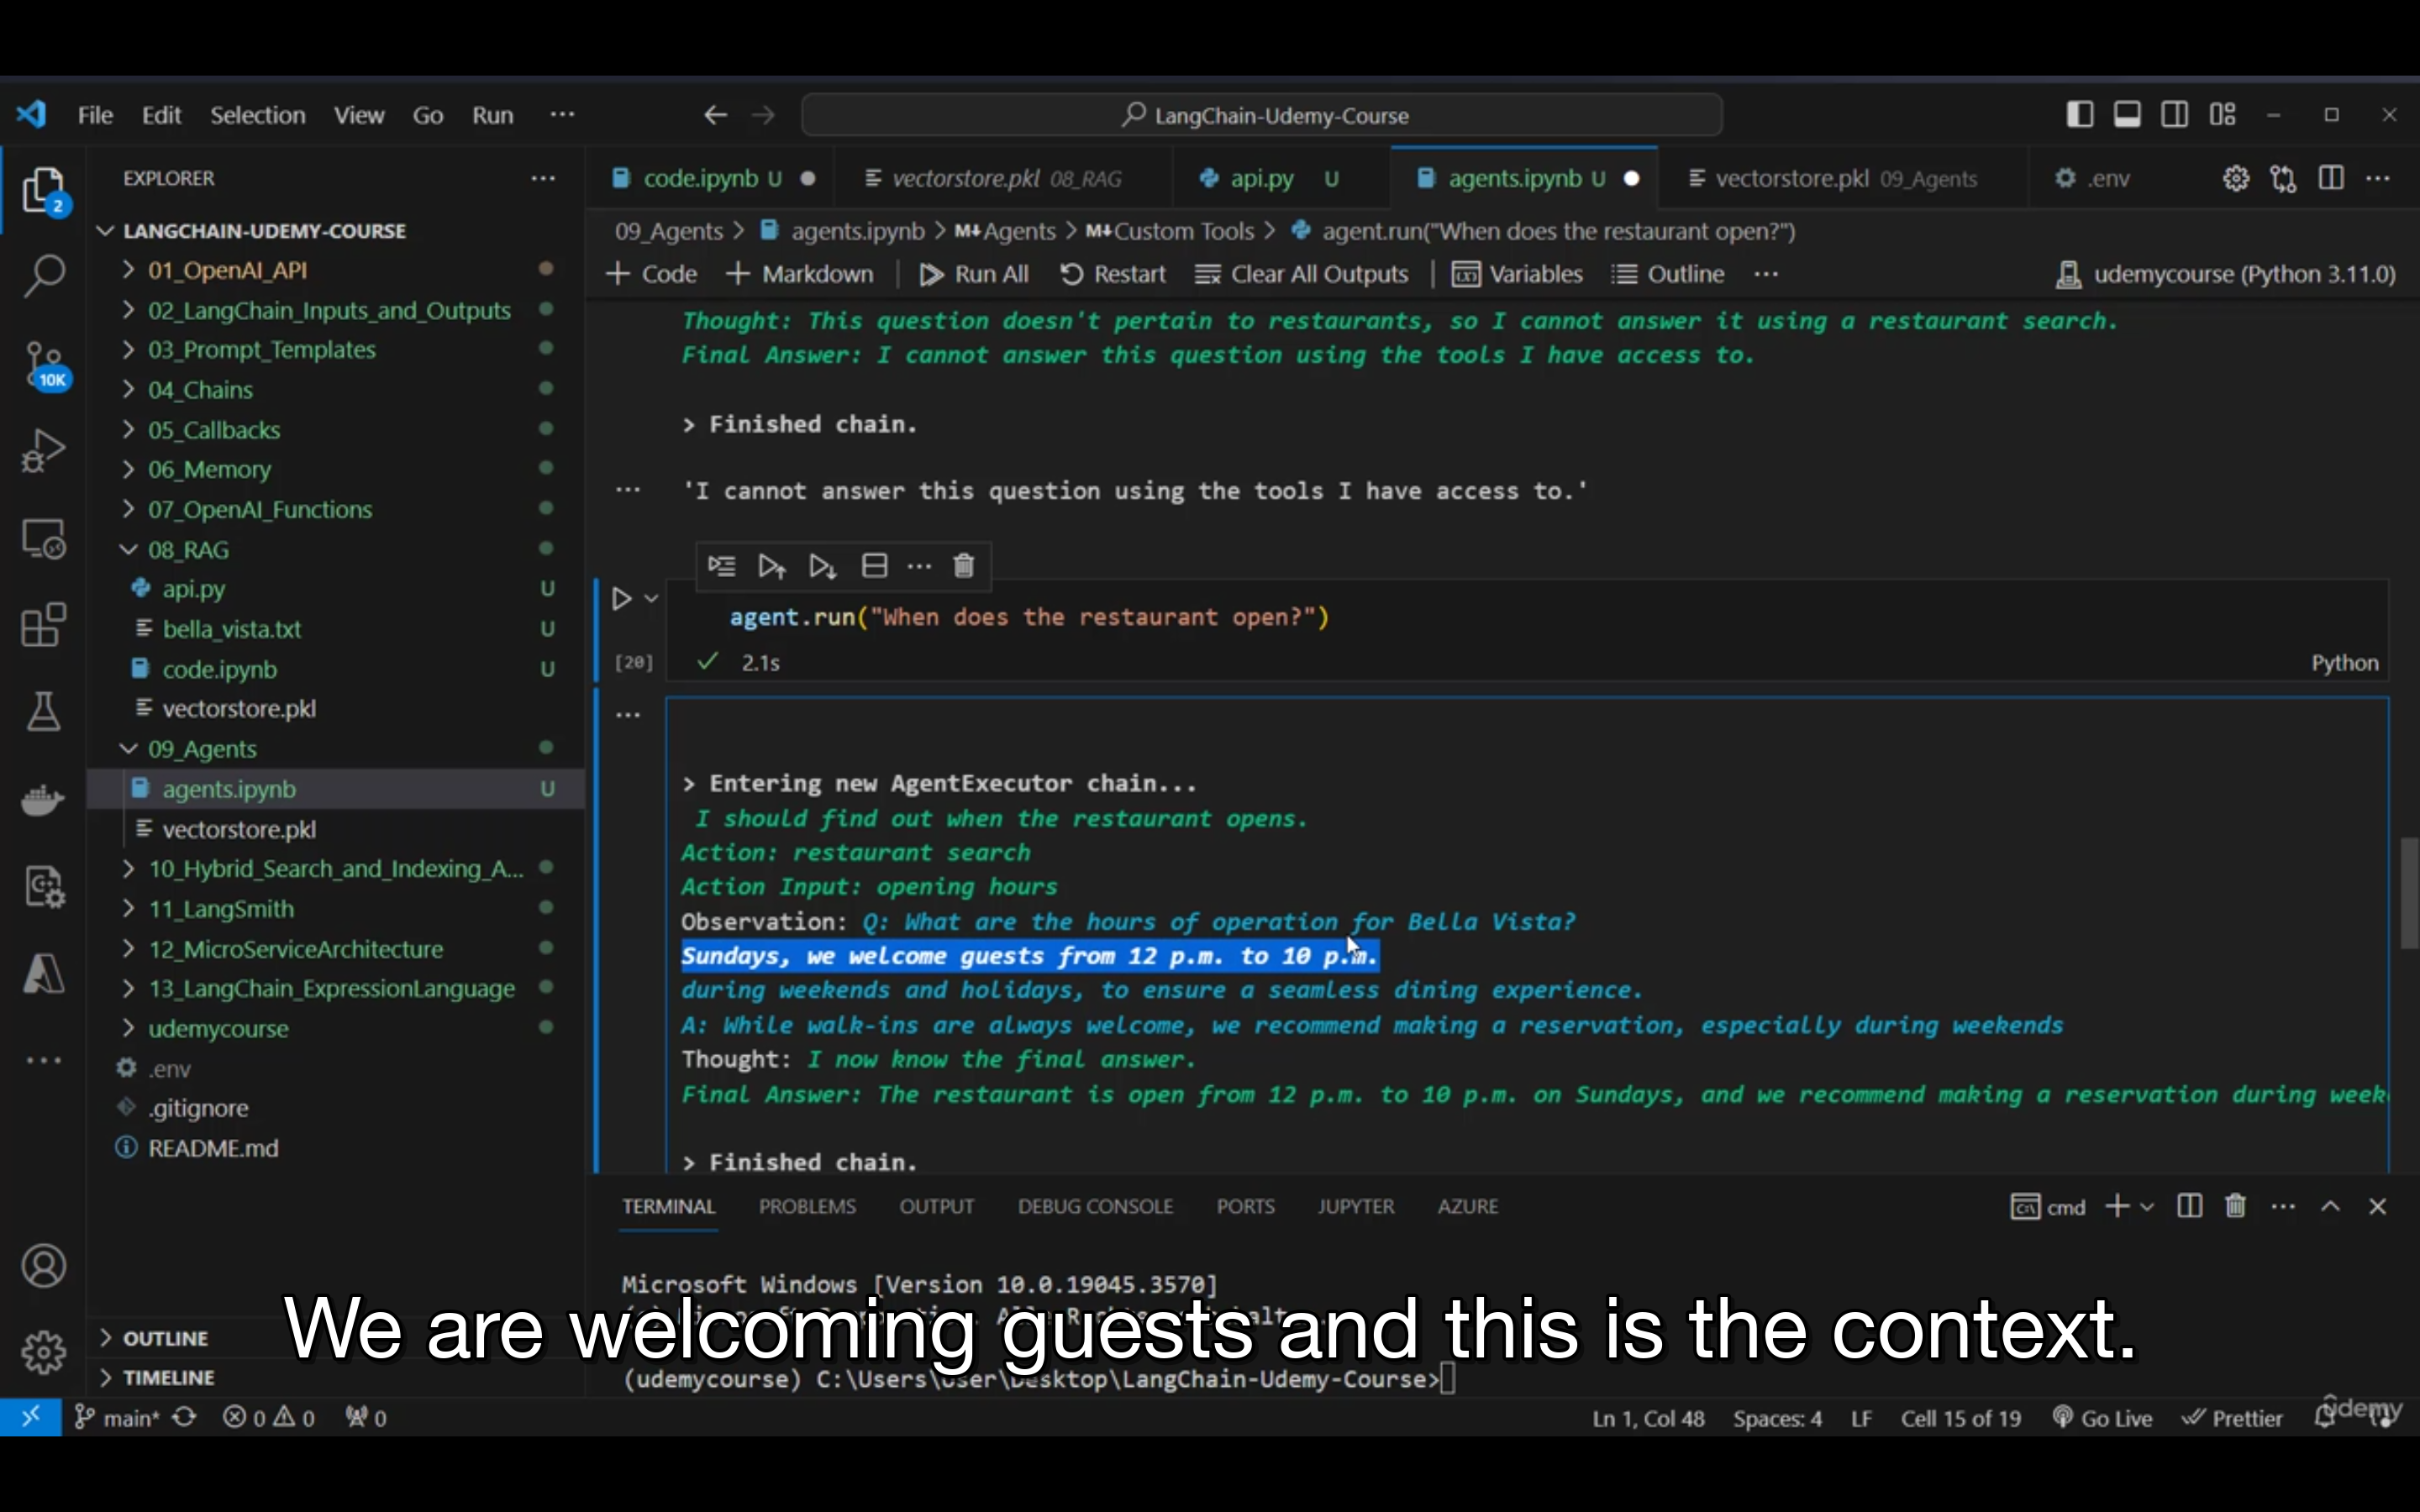 File Edit Selection View Go Run ...
LangChain-Udemy-Course
EXPLORER
code.ipynb U
vectorstore.pkl 08_RAG
api.py U
agents.ipynb U
vectorstore.pkl 09_Agents
.env
2
LANGCHAIN-UDEMY-COURSE
01_OpenAI_API
02_LangChain_Inputs_and_Outputs
03_Prompt_Templates
10K
04_Chains
05_Callbacks
06_Memory
07_OpenAI_Functions
08_RAG
api.py U
bella_vista.txt U
code.ipynb U
vectorstore.pkl
09_Agents
agents.ipynb U
vectorstore.pkl
10_Hybrid_Search_and_Indexing_A...
11_LangSmith
12_MicroServiceArchitecture
13_LangChain_ExpressionLanguage
udemycourse
.env
.gitignore
README.md
OUTLINE
TIMELINE
09_Agents > agents.ipynb > M↓Agents > M↓Custom Tools > agent.run("When does the restaurant open?")
+ Code + Markdown | Run All Restart Clear All Outputs | Variables Outline ...
udemycourse (Python 3.11.0)
Thought: This question doesn't pertain to restaurants, so I cannot answer it using a restaurant search.
Final Answer: I cannot answer this question using the tools I have access to.
> Finished chain.
... 'I cannot answer this question using the tools I have access to.'
agent.run("When does the restaurant open?")
[20] ✓ 2.1s
Python
...
> Entering new AgentExecutor chain...
I should find out when the restaurant opens.
Action: restaurant search
Action Input: opening hours
Observation: Q: What are the hours of operation for Bella Vista?
Sundays, we welcome guests from 12 p.m. to 10 p.m.
during weekends and holidays, to ensure a seamless dining experience.
A: While walk-ins are always welcome, we recommend making a reservation, especially during weekends
Thought: I now know the final answer.
Final Answer: The restaurant is open from 12 p.m. to 10 p.m. on Sundays, and we recommend making a reservation during week
> Finished chain.
TERMINAL PROBLEMS OUTPUT DEBUG CONSOLE PORTS JUPYTER AZURE
cmd
Microsoft Windows [Version 10.0.19045.3570]
We are welcoming guests and this is the context.
(udemycourse) C:\Users\User\Desktop\LangChain-Udemy-Course>
main* 0 0 0
Ln 1, Col 48 Spaces: 4 LF Cell 15 of 19 Go Live Prettier
udemy